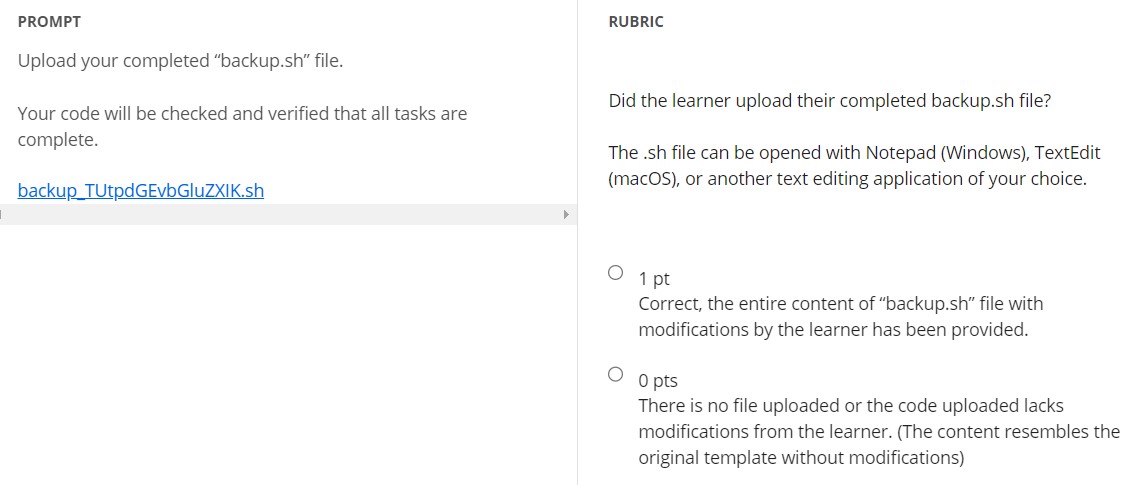 PROMPT
Upload your completed “backup.sh” file.
Your code will be checked and verified that all tasks are
complete.
backup_TUtpdGEvbGluZXIK.sh
RUBRIC
Did the learner upload their completed backup.sh file?
The .sh file can be opened with Notepad (Windows), TextEdit
(macOS), or another text editing application of your choice.
1 pt
Correct, the entire content of “backup.sh” file with
modifications by the learner has been provided.
0 pts
There is no file uploaded or the code uploaded lacks
modifications from the learner. (The content resembles the
original template without modifications)